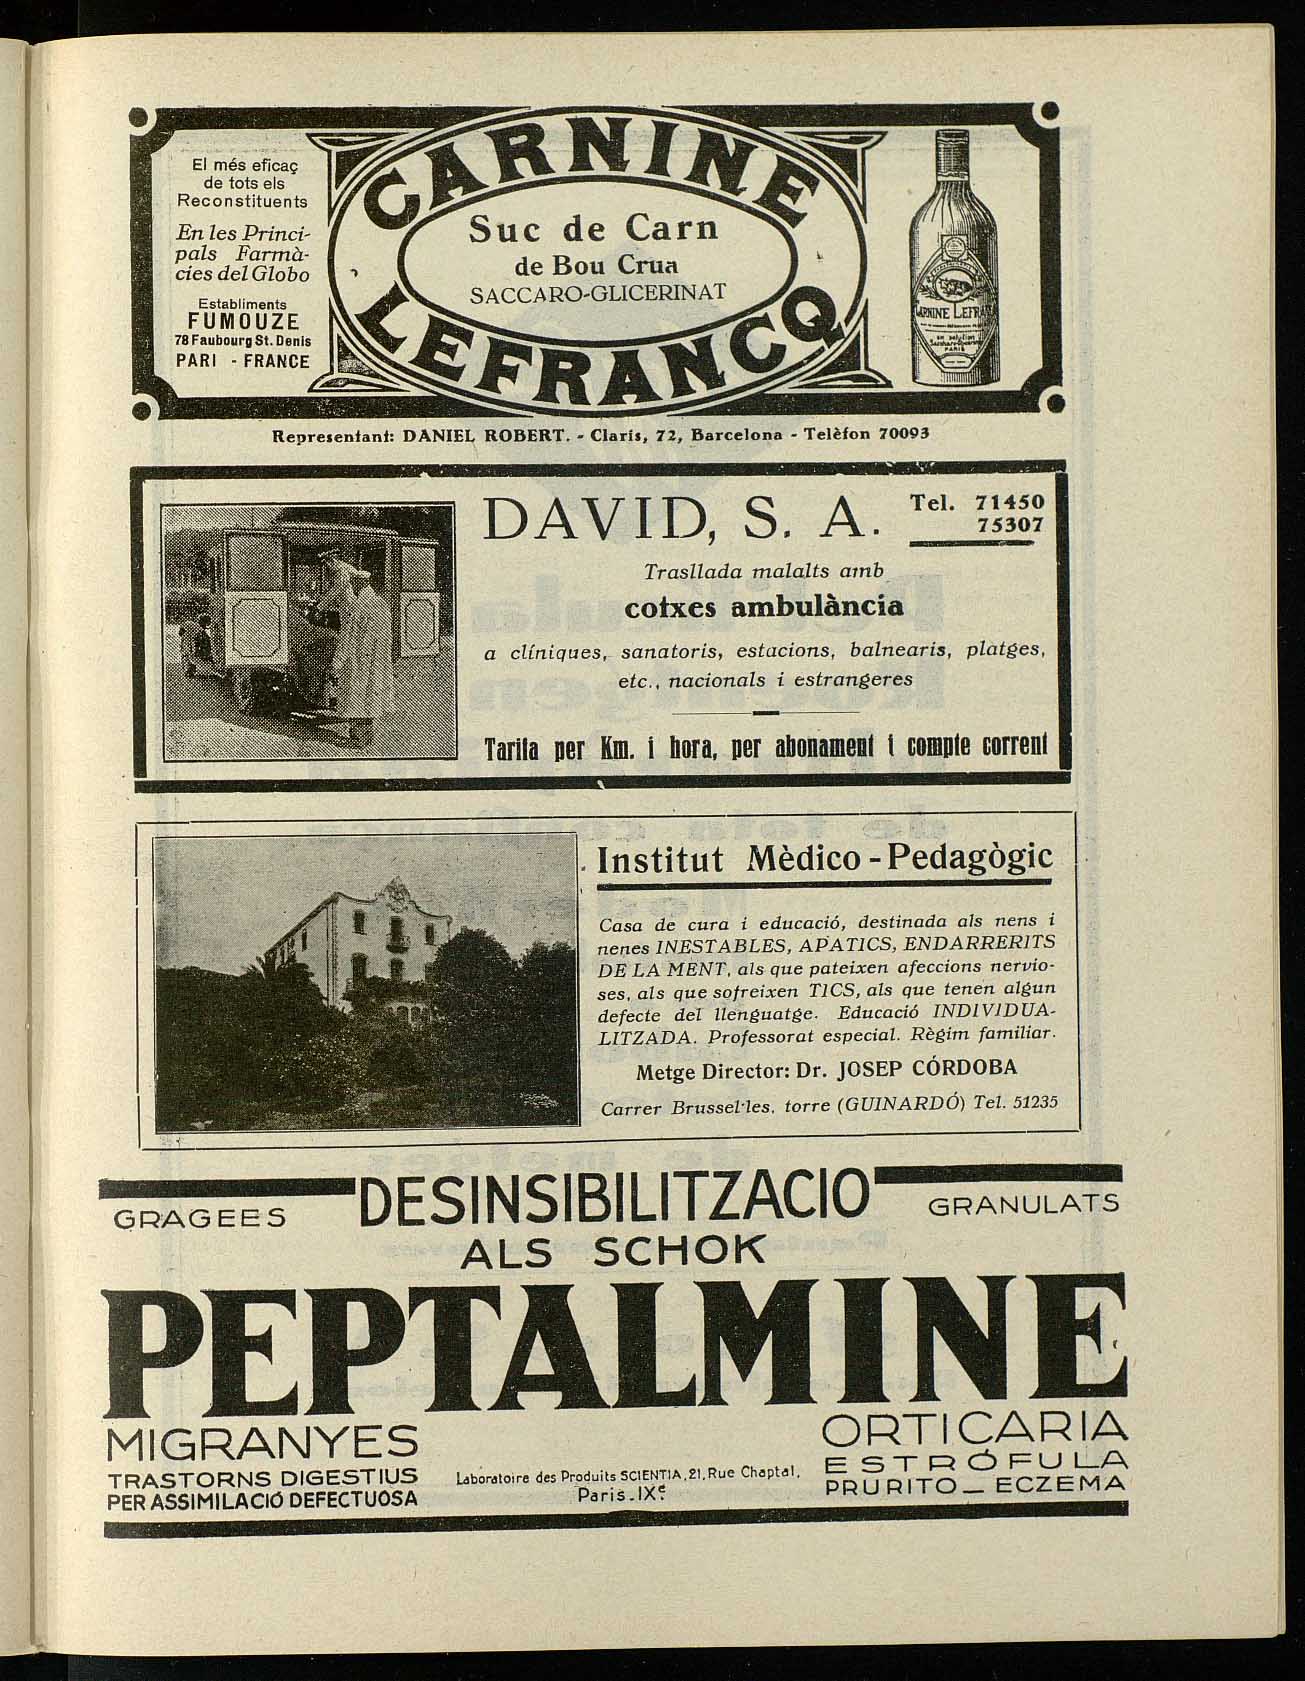 El més eficaç
de tots els
Reconstituents
En les Princi-
pals Farmà-
cies del Globo
Establiments
FUMOUZE
78 Faubourg St. Denis
PARI - FRANCE
CARNINE
Suc de Carn
de Bou Crua
SACCARO-GLICERINAT
LEFRANCQ
Representant: DANIEL ROBERT. - Claris, 72, Barcelona - Telèfon 70093
DAVID, S. A.
Tel. 71450
75307
Trasllada malalts amb
cotxes ambulància
a clíniques, sanatoris, estacions, balnearis, platges,
etc., nacionals i estrangeres
Tarifa per Km. i hora, per abonament i compte corrent
Institut Mèdico - Pedagògic
Casa de cura i educació, destinada als nens i
nenes INESTABLES, APATICS, ENDARRERITS
DE LA MENT, als que pateixen afeccions nervio-
ses, als que sofreixen TICS, als que tenen algun
defecte del llenguatge. Educació INDIVIDUA-
LITZADA. Professorat especial. Règim familiar.
Metge Director: Dr. JOSEP CÓRDOBA
Carrer Brussel·les, torre (GUINARDÓ) Tel. 51235
GRAGEES
DESINSIBILITZACIO
GRANULATS
ALS SCHOK
PEPTALMINE
MIGRANYES
TRASTORNS DIGESTIUS
PER ASSIMILACIÓ DEFECTUOSA
Laboratoire des Produits SCIENTIA, 21, Rue Chaptal,
Paris. IXe.
ORTICARIA
ESTRÓFULA
PRURITO _ ECZEMA